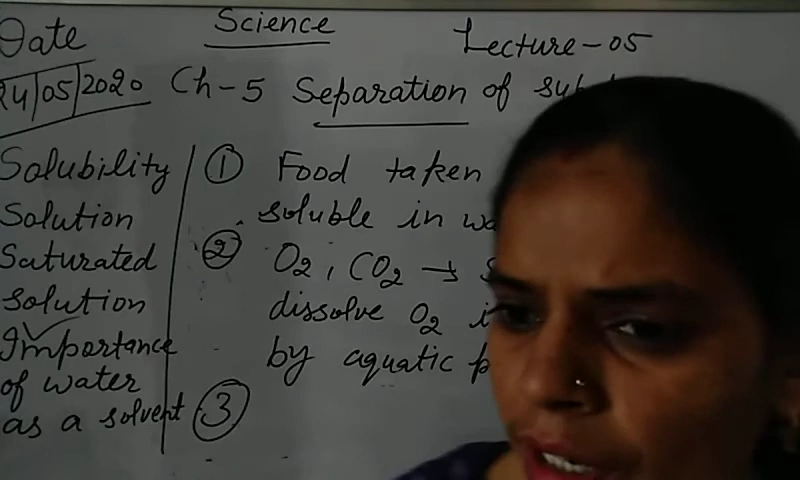 Date Science Lecture-05
24/05/2020 Ch-5 Separation of
Solubility
Solution
Saturated
Solution
Importance
of water
as a solvent
① Food taken
soluble in
② O2, CO2 →
dissolve O2
by aquatic
③